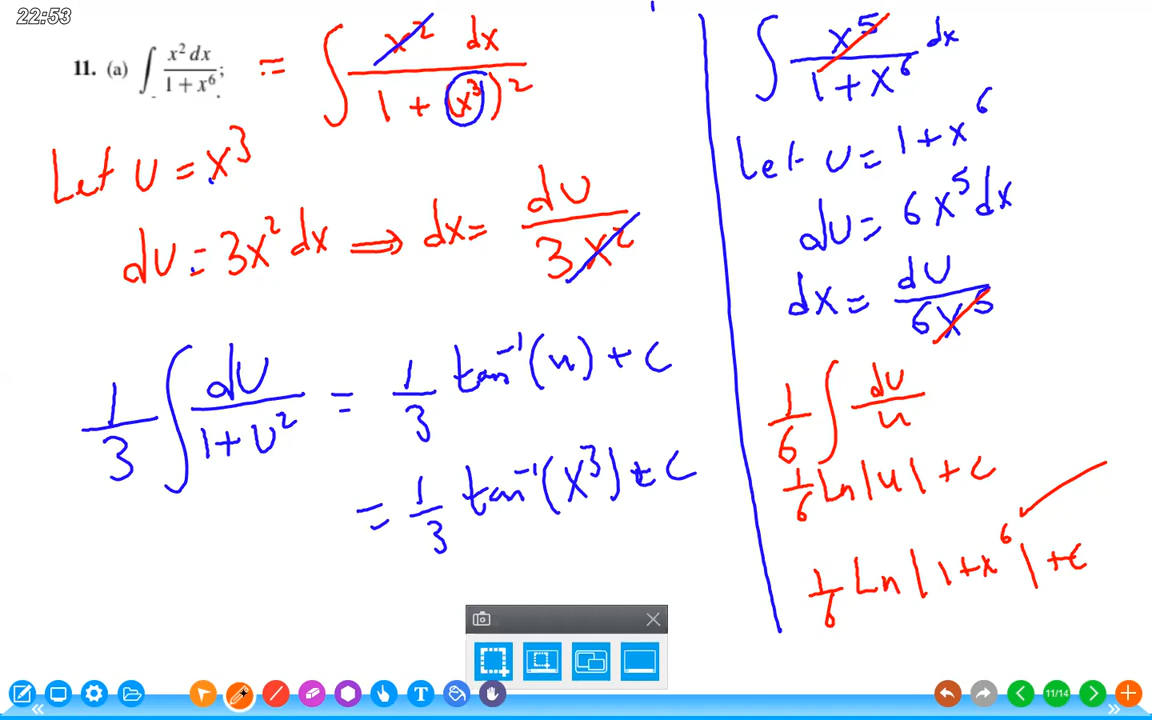 22:53
11. (a) ∫ x² dx / (1 + x⁶); = ∫ x² dx / (1 + (x³)²)
Let U = x³
dU = 3x² dx ⟹ dx = dU / (3x²)
1/3 ∫ dU / (1 + U²) = 1/3 tan⁻¹(u) + C
= 1/3 tan⁻¹(x³) + C
∫ x⁵ / (1 + x⁶) dx
Let U = 1 + x⁶
dU = 6x⁵ dx
dx = dU / (6x⁵)
1/6 ∫ dU / u
1/6 Ln|u| + C
1/6 Ln|1+x⁶| + C
T
11/14